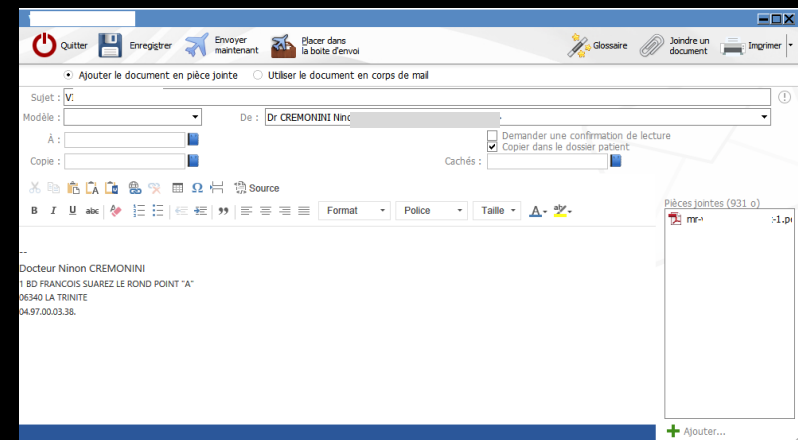 Quitter Enregistrer Envoyer maintenant Placer dans la boite d'envoi Glossaire Joindre un document Imprimer
Ajouter le document en pièce jointe Utiliser le document en corps de mail
Sujet :
Modèle : De : Dr CREMONINI
À : Demander une confirmation de lecture
Copier dans le dossier patient
Copie : Cachés :
Source
B I U abc Format Police Taille A aby
Pièces jointes (931 o)
--
Docteur Ninon CREMONINI
1 BD FRANCOIS SUAREZ LE ROND POINT "A"
06340 LA TRINITE
04.97.00.03.38.
Ajouter...